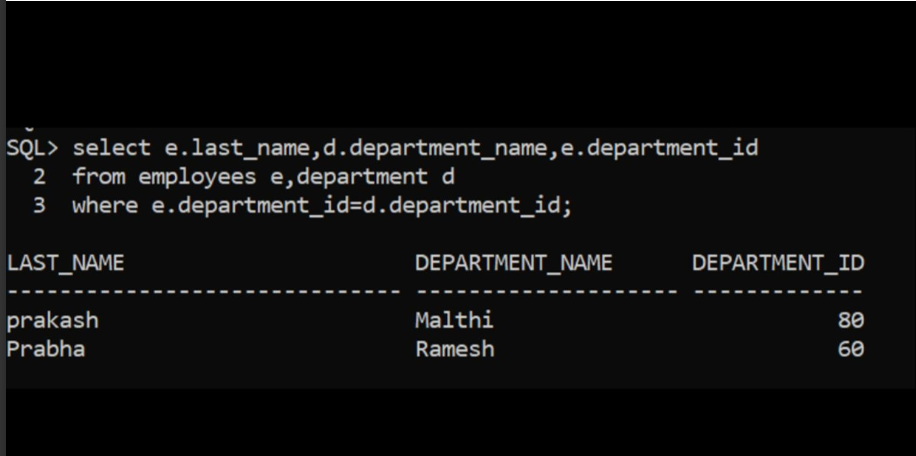 SQL> select e.last_name,d.department_name,e.department_id
2 from employees e,department d
3 where e.department_id=d.department_id;
LAST_NAME DEPARTMENT_NAME DEPARTMENT_ID
------------------------------ -------------------- -------------
prakash Malthi 80
Prabha Ramesh 60